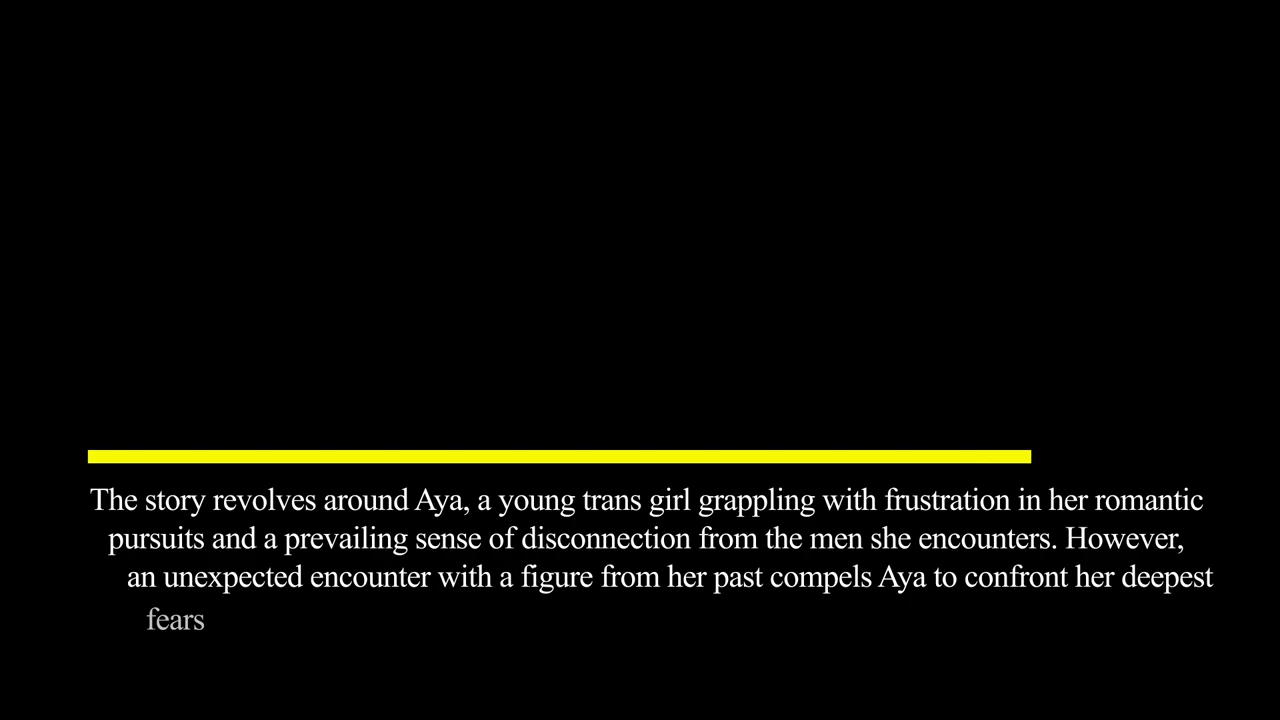 The story revolves around Aya, a young trans girl grappling with frustration in her romantic
pursuits and a prevailing sense of disconnection from the men she encounters. However,
an unexpected encounter with a figure from her past compels Aya to confront her deepest
fears